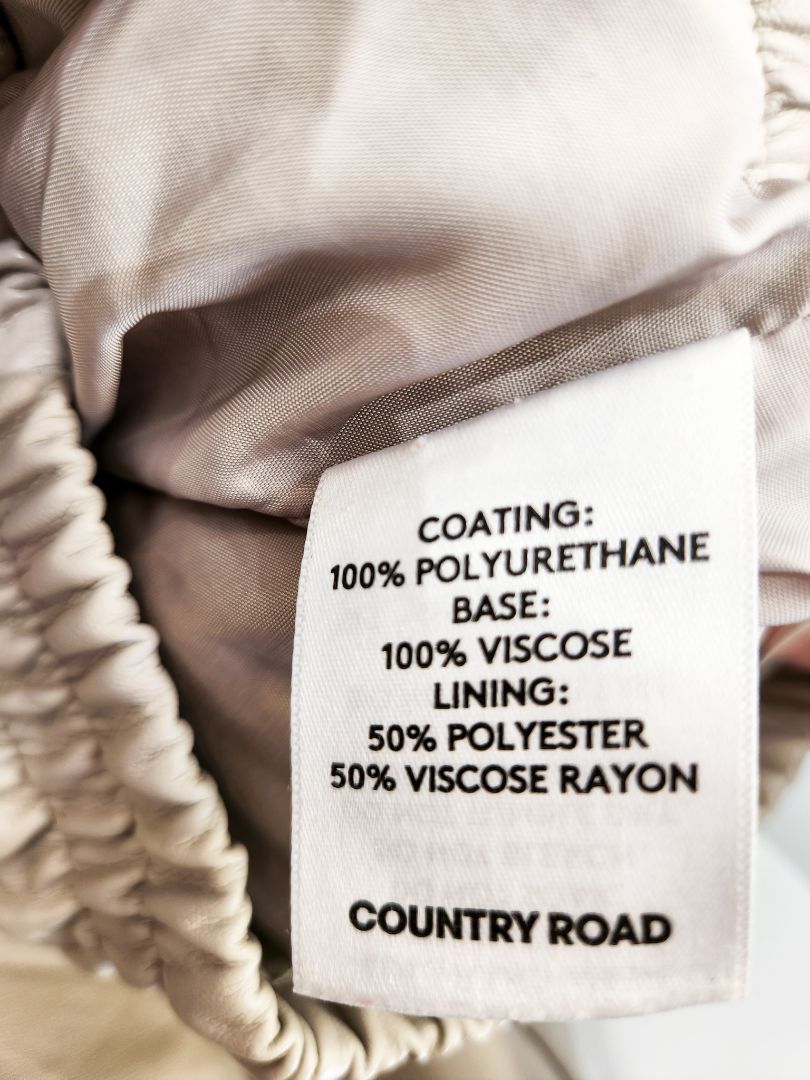 COATING:
100% POLYURETHANE
BASE:
100% VISCOSE
LINING:
50% POLYESTER
50% VISCOSE RAYON
COUNTRY ROAD